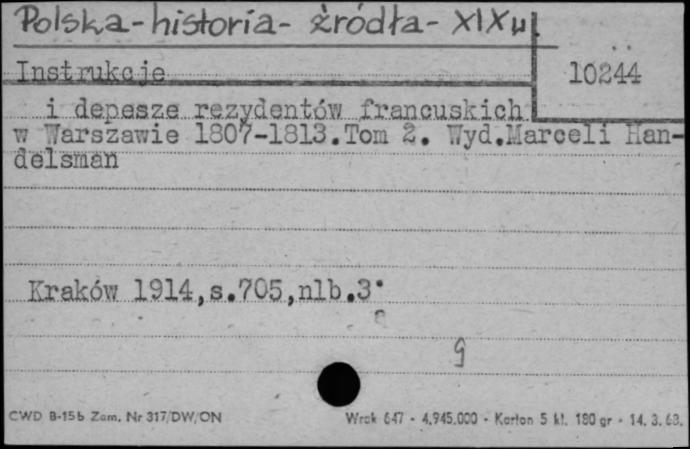 Polska-historia- źródła- XIXw.
Instrukcje 10244
i depesze rezydentów francuskich
w Warszawie 1807-1813.Tom 2. Wyd.Marceli Han-
delsman
Kraków 1914,s.705,nlb.3.
g
CWD B-15b Zam. Nr 317/DW/ON Wrak 647 - 4.945.000 - Karton 5 kl. 180 gr - 14. 3. 63.